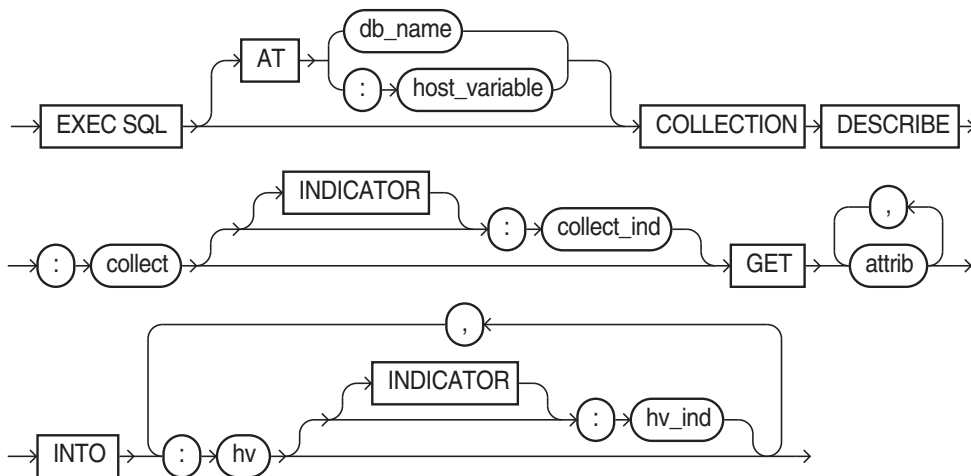 db_name
AT
: host_variable
EXEC SQL COLLECTION DESCRIBE
INDICATOR ,
: collect : collect_ind GET attrib
,
INDICATOR
INTO : hv : hv_ind